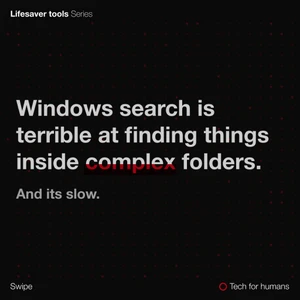 Lifesaver tools Series
Windows search is
terrible at finding things
inside complex folders.
And its slow.
Swipe
Tech for humans